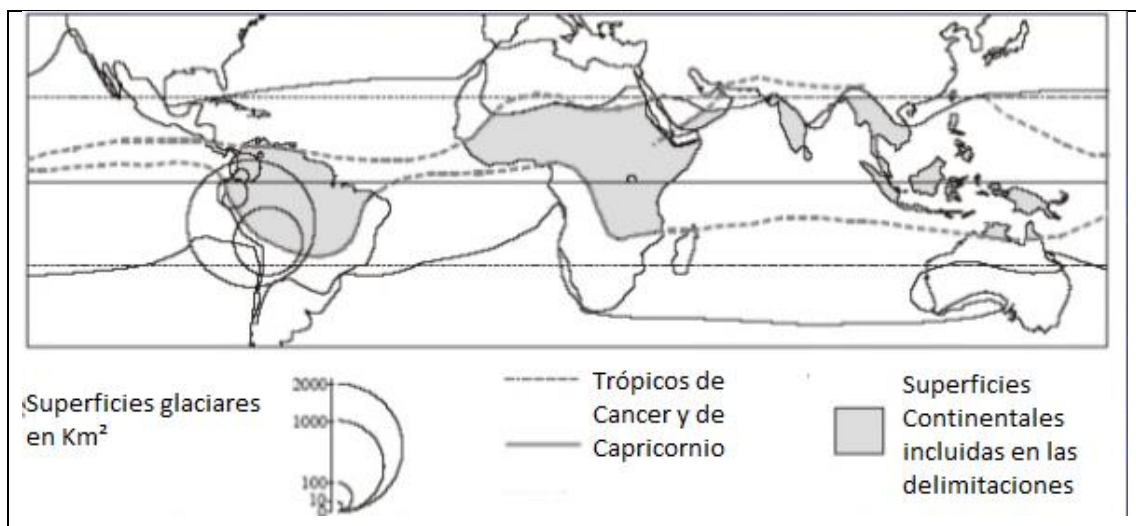 Superficies glaciares
en Km²
2000
1000
100
10
0
Trópicos de
Cancer y de
Capricornio
Superficies
Continentales
incluidas en las
delimitaciones